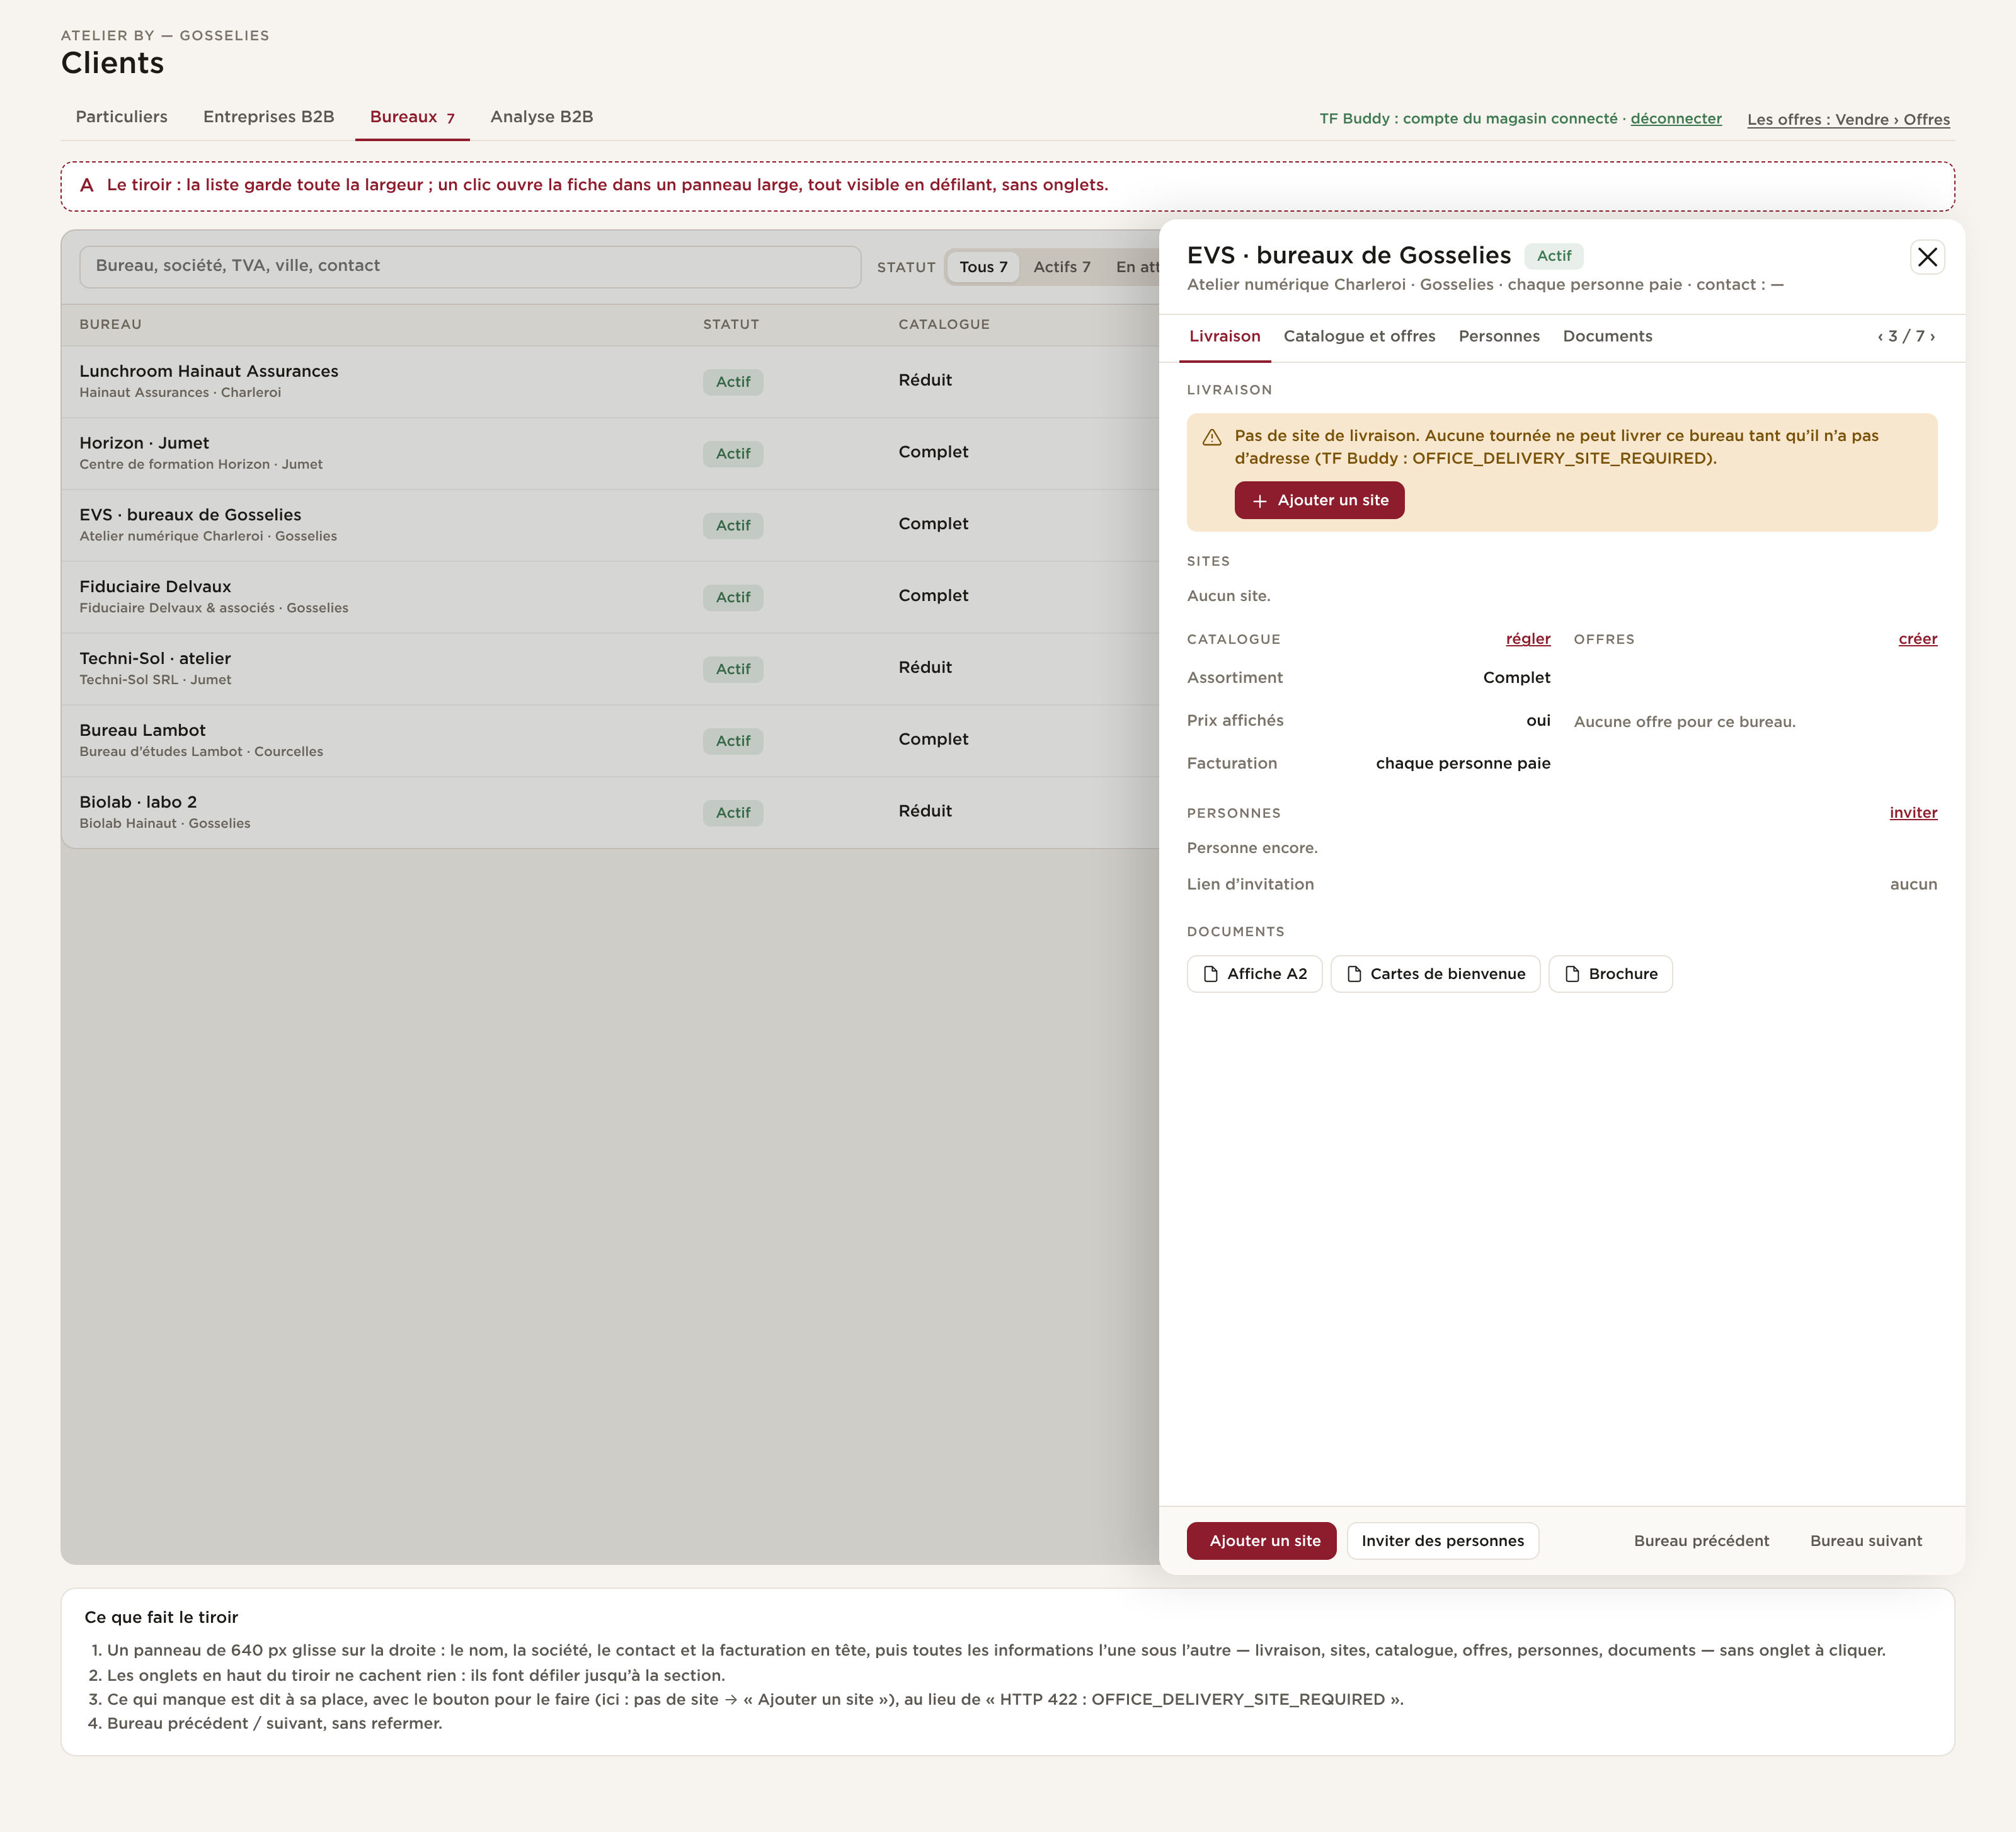 ATELIER BY — GOSSELIES
Clients
Particuliers
Entreprises B2B
Bureaux 7
Analyse B2B
TF Buddy : compte du magasin connecté · déconnecter
Les offres : Vendre › Offres
A Le tiroir : la liste garde toute la largeur ; un clic ouvre la fiche dans un panneau large, tout visible en défilant, sans onglets.
Bureau, société, TVA, ville, contact
STATUT
Tous 7
Actifs 7
En att
BUREAU
STATUT
CATALOGUE
Lunchroom Hainaut Assurances
Hainaut Assurances · Charleroi
Actif
Réduit
Horizon · Jumet
Centre de formation Horizon · Jumet
Actif
Complet
EVS · bureaux de Gosselies
Atelier numérique Charleroi · Gosselies
Actif
Complet
Fiduciaire Delvaux
Fiduciaire Delvaux & associés · Gosselies
Actif
Complet
Techni-Sol · atelier
Techni-Sol SRL · Jumet
Actif
Réduit
Bureau Lambot
Bureau d’études Lambot · Courcelles
Actif
Complet
Biolab · labo 2
Biolab Hainaut · Gosselies
Actif
Réduit
EVS · bureaux de Gosselies
Actif
Atelier numérique Charleroi · Gosselies · chaque personne paie · contact : —
Livraison
Catalogue et offres
Personnes
Documents
‹ 3 / 7 ›
LIVRAISON
Pas de site de livraison. Aucune tournée ne peut livrer ce bureau tant qu’il n’a pas
d’adresse (TF Buddy : OFFICE_DELIVERY_SITE_REQUIRED).
+ Ajouter un site
SITES
Aucun site.
CATALOGUE
régler
OFFRES
créer
Assortiment
Complet
Prix affichés
oui
Aucune offre pour ce bureau.
Facturation
chaque personne paie
PERSONNES
inviter
Personne encore.
Lien d’invitation
aucun
DOCUMENTS
Affiche A2
Cartes de bienvenue
Brochure
Ajouter un site
Inviter des personnes
Bureau précédent
Bureau suivant
Ce que fait le tiroir
1. Un panneau de 640 px glisse sur la droite : le nom, la société, le contact et la facturation en tête, puis toutes les informations l’une sous l’autre — livraison, sites, catalogue, offres, personnes, documents — sans onglet à cliquer.
2. Les onglets en haut du tiroir ne cachent rien : ils font défiler jusqu’à la section.
3. Ce qui manque est dit à sa place, avec le bouton pour le faire (ici : pas de site → « Ajouter un site »), au lieu de « HTTP 422 : OFFICE_DELIVERY_SITE_REQUIRED ».
4. Bureau précédent / suivant, sans refermer.